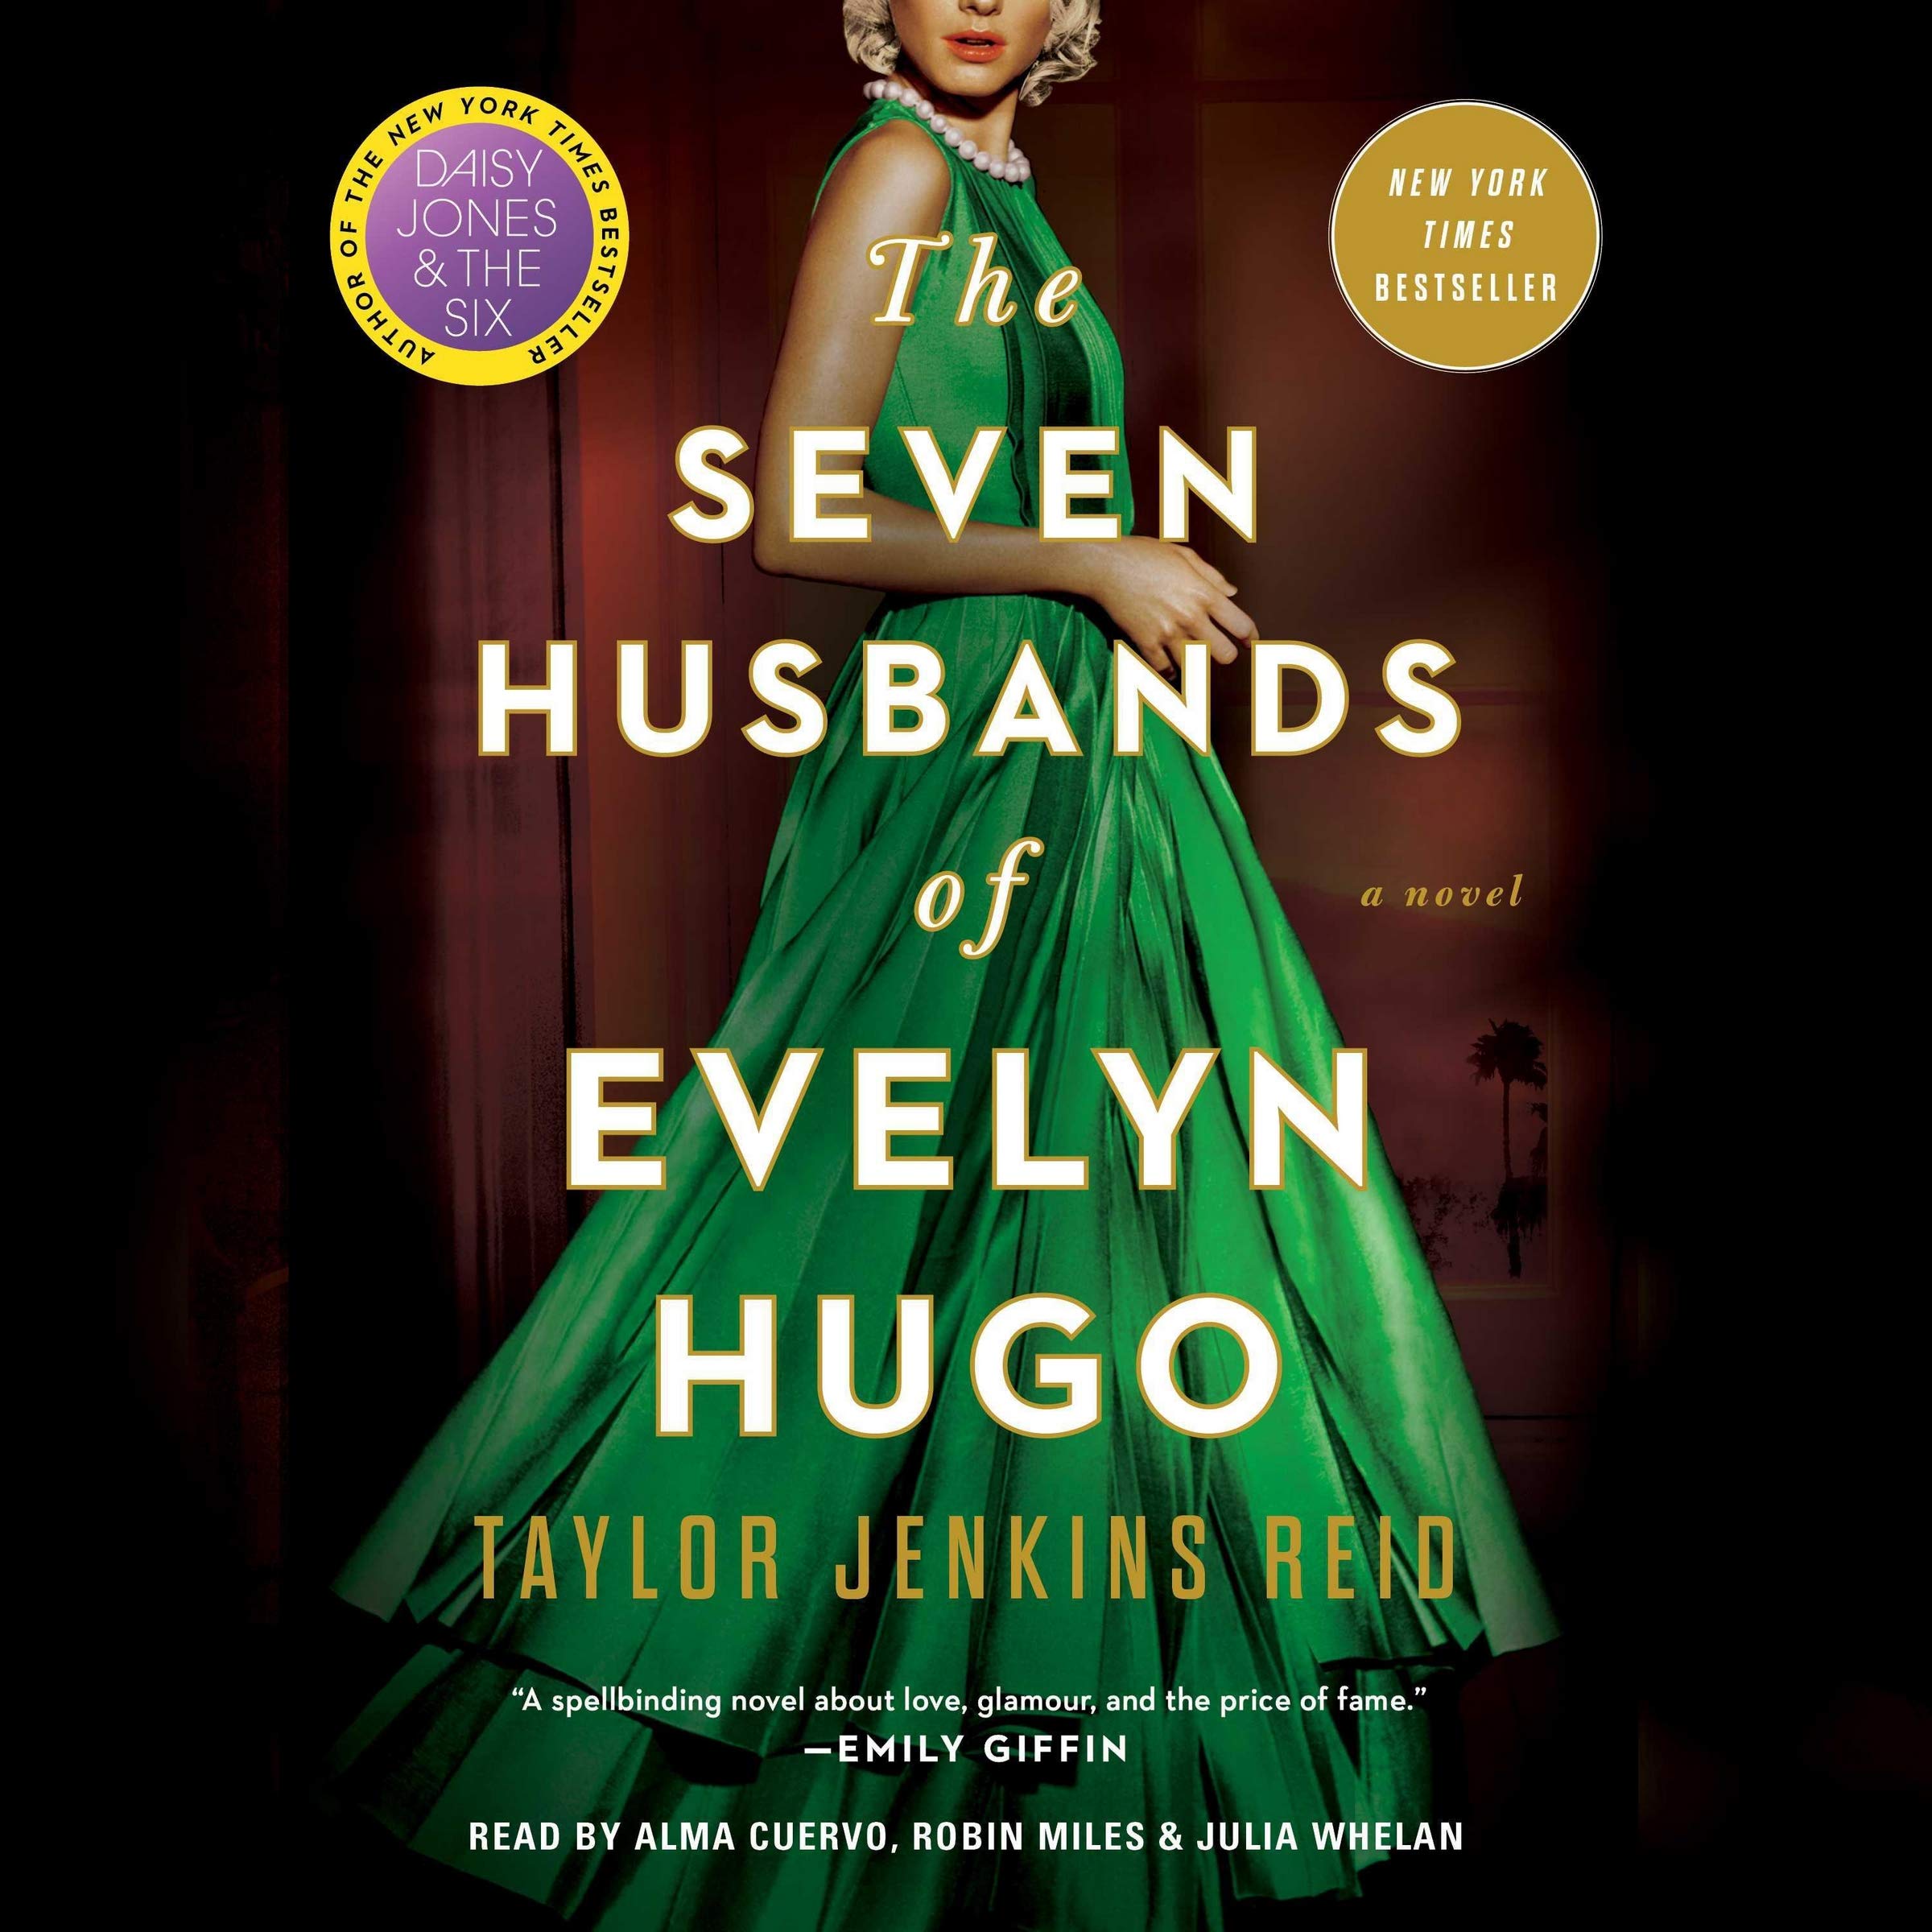 AUTHOR OF THE NEW YORK TIMES BESTSELLER
DAISY
JONES
& THE
SIX
NEW YORK
TIMES
BESTSELLER
The
SEVEN
HUSBANDS
of
a novel
EVELYN
HUGO
TAYLOR JENKINS REID
“A spellbinding novel about love, glamour, and the price of fame.”
—EMILY GIFFIN
READ BY ALMA CUERVO, ROBIN MILES & JULIA WHELAN